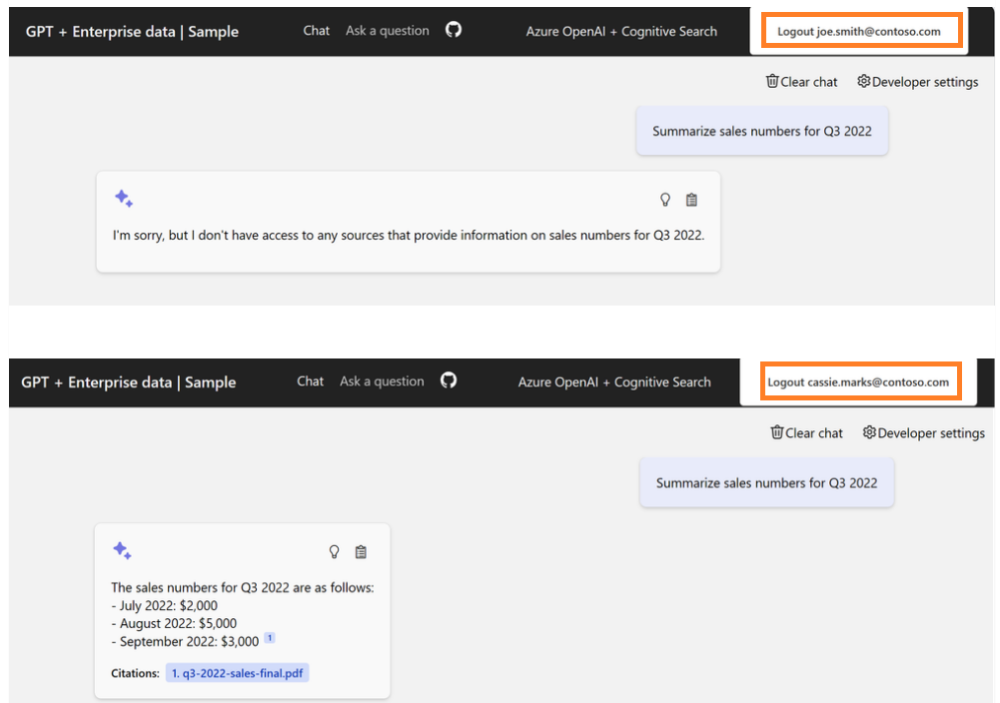 GPT + Enterprise data | Sample
Chat
Ask a question
Azure OpenAI + Cognitive Search
Logout joe.smith@contoso.com
Clear chat
Developer settings
Summarize sales numbers for Q3 2022
I'm sorry, but I don't have access to any sources that provide information on sales numbers for Q3 2022.
GPT + Enterprise data | Sample
Chat
Ask a question
Azure OpenAI + Cognitive Search
Logout cassie.marks@contoso.com
Clear chat
Developer settings
Summarize sales numbers for Q3 2022
The sales numbers for Q3 2022 are as follows:
- July 2022: $2,000
- August 2022: $5,000
- September 2022: $3,000 1
Citations: 1. q3-2022-sales-final.pdf